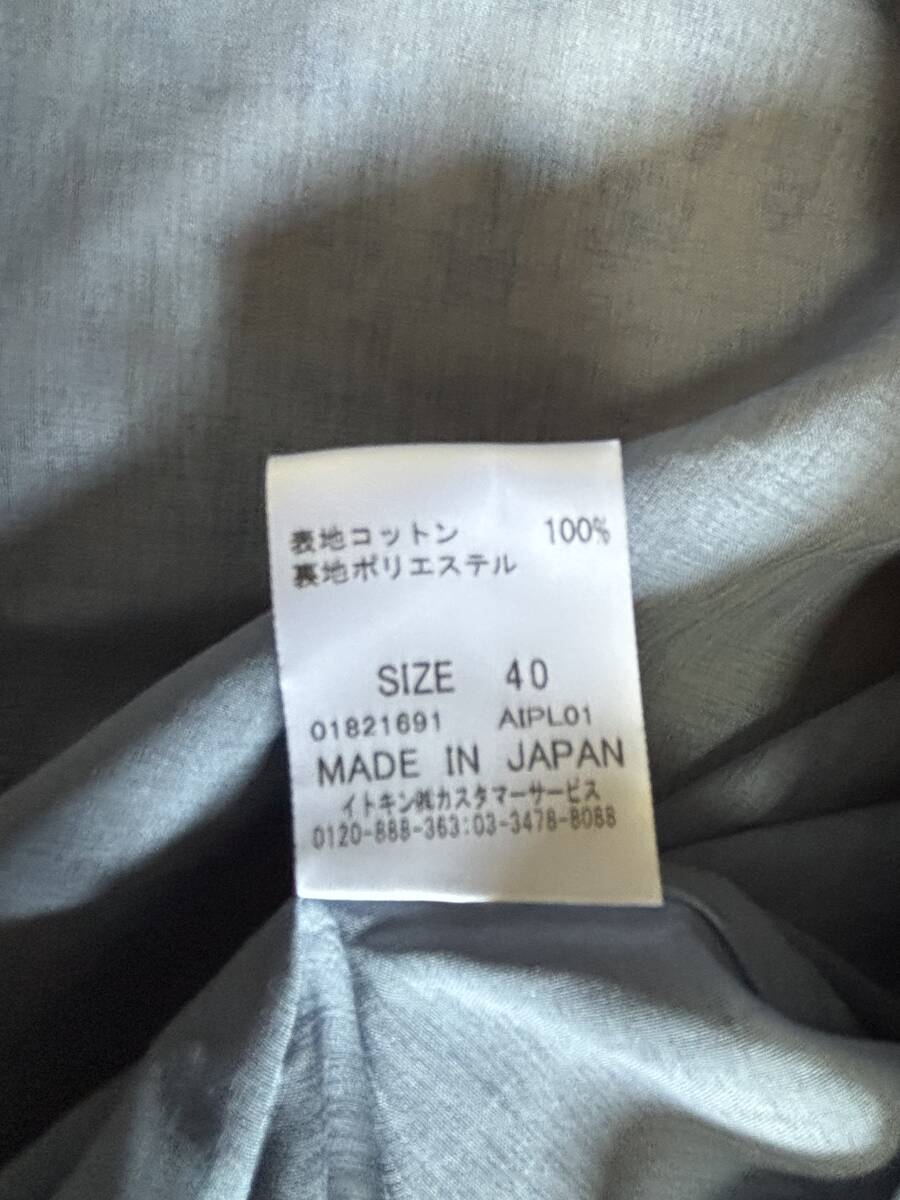 表地コットン 100%
裏地ポリエステル
SIZE 40
01821691 AIPL01
MADE IN JAPAN
イトキン㈱カスタマーサービス
0120-888-363:03-3478-8088